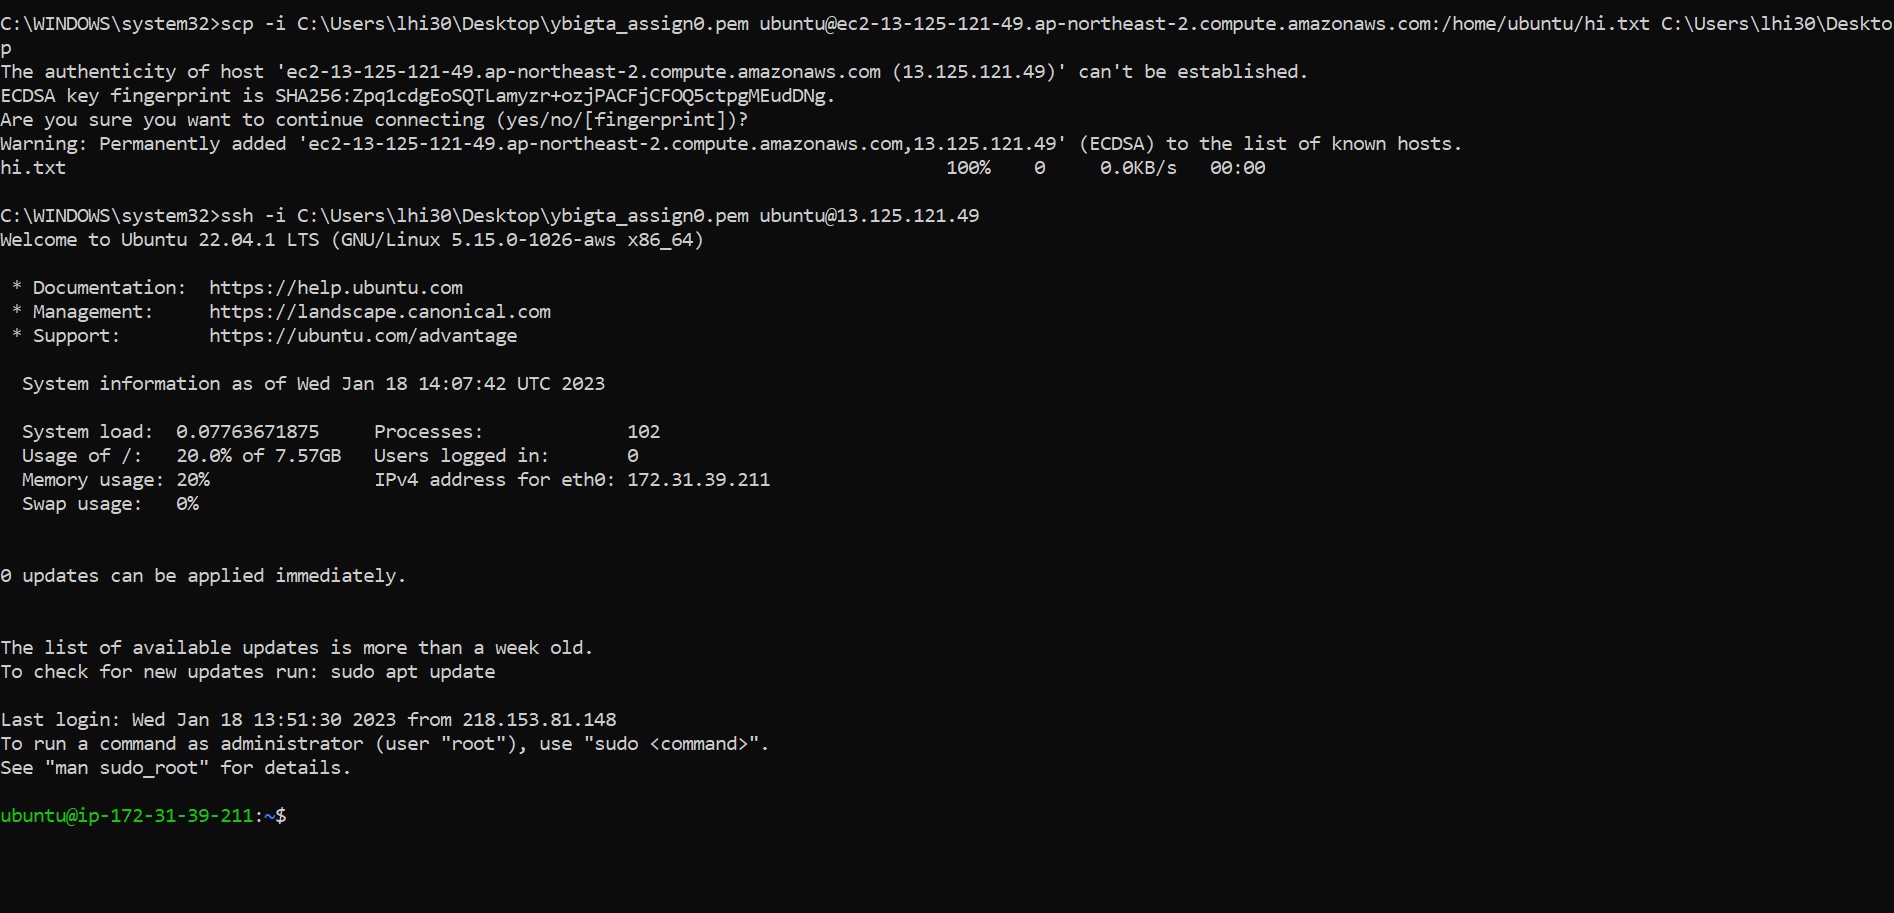 C:\WINDOWS\system32>scp -i C:\Users\lhi30\Desktop\ybigta_assign0.pem ubuntu@ec2-13-125-121-49.ap-northeast-2.compute.amazonaws.com:/home/ubuntu/hi.txt C:\Users\lhi30\Deskto
p
The authenticity of host 'ec2-13-125-121-49.ap-northeast-2.compute.amazonaws.com (13.125.121.49)' can't be established.
ECDSA key fingerprint is SHA256:Zpq1cdgEoSQTLamyzr+ozjPACFjCFOQ5ctpgMEudDNg.
Are you sure you want to continue connecting (yes/no/[fingerprint])?
Warning: Permanently added 'ec2-13-125-121-49.ap-northeast-2.compute.amazonaws.com,13.125.121.49' (ECDSA) to the list of known hosts.
hi.txt 100% 0 0.0KB/s 00:00
C:\WINDOWS\system32>ssh -i C:\Users\lhi30\Desktop\ybigta_assign0.pem ubuntu@13.125.121.49
Welcome to Ubuntu 22.04.1 LTS (GNU/Linux 5.15.0-1026-aws x86_64)
* Documentation: https://help.ubuntu.com
* Management: https://landscape.canonical.com
* Support: https://ubuntu.com/advantage
System information as of Wed Jan 18 14:07:42 UTC 2023
System load: 0.07763671875 Processes: 102
Usage of /: 20.0% of 7.57GB Users logged in: 0
Memory usage: 20% IPv4 address for eth0: 172.31.39.211
Swap usage: 0%
0 updates can be applied immediately.
The list of available updates is more than a week old.
To check for new updates run: sudo apt update
Last login: Wed Jan 18 13:51:30 2023 from 218.153.81.148
To run a command as administrator (user "root"), use "sudo <command>".
See "man sudo_root" for details.
ubuntu@ip-172-31-39-211:~$